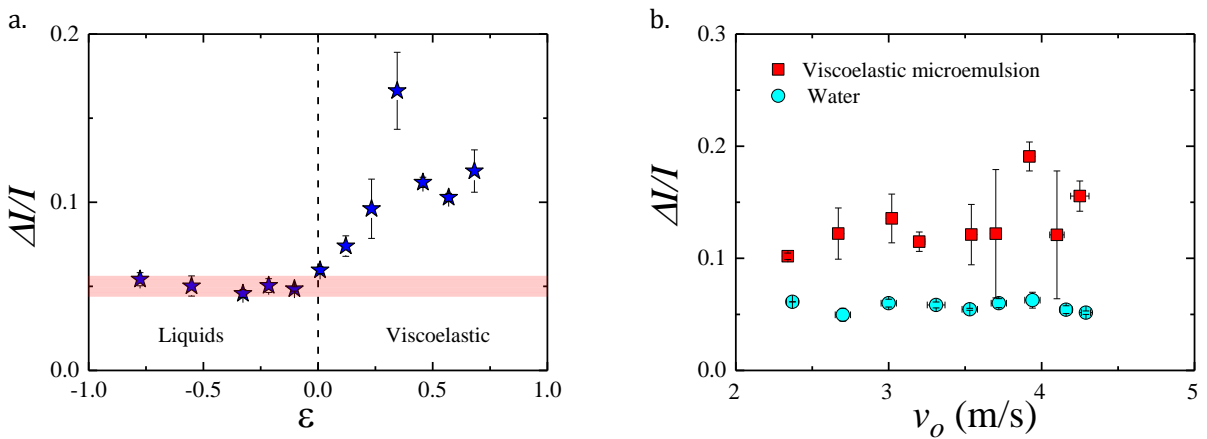 a.
0.2
0.1
0.0
ΔI/I
Liquids
Viscoelastic
-1.0
-0.5
0.0
0.5
1.0
ε
b.
0.3
0.2
0.1
0.0
ΔI/I
Viscoelastic microemulsion
Water
2
3
4
5
vo (m/s)